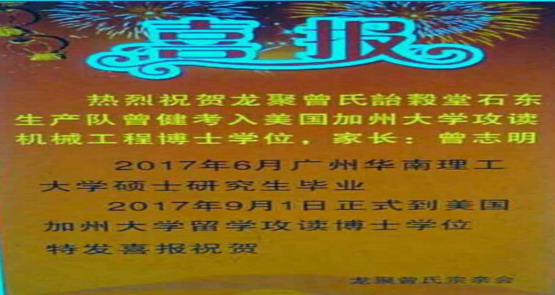 喜报
热烈祝贺龙聚曾氏詒榖堂石东
生产队曾健考入美国加州大学攻读
机械工程博士学位，家长：曾志明
2017年6月广州华南理工
大学硕士研究生毕业
2017年9月1日正式到美国
加州大学留学攻读博士学位
特发喜报祝贺
龙聚曾氏宗亲会